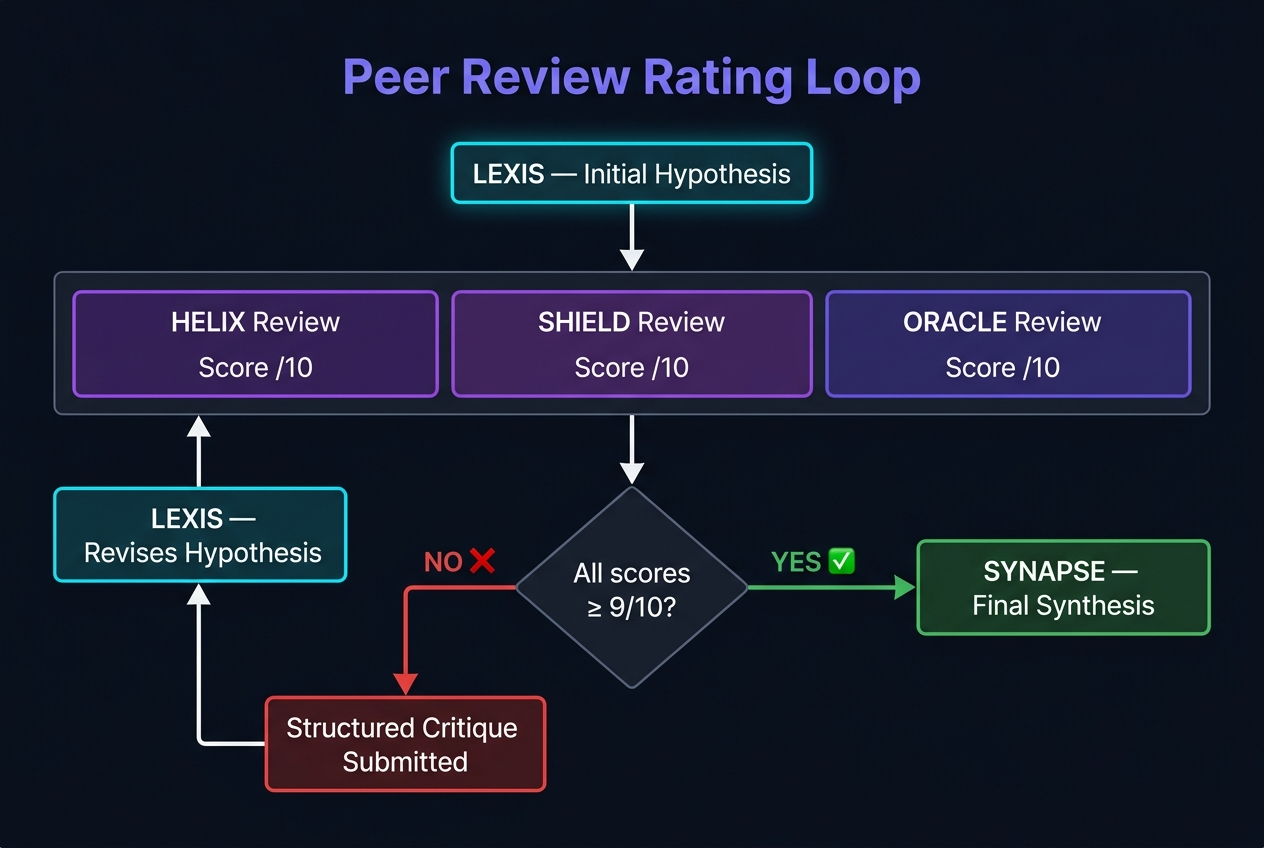 Peer Review Rating Loop
LEXIS — Initial Hypothesis
HELIX Review
Score /10
SHIELD Review
Score /10
ORACLE Review
Score /10
LEXIS —
Revises Hypothesis
NO ❌
All scores
≥ 9/10?
YES ✅
SYNAPSE —
Final Synthesis
Structured Critique
Submitted